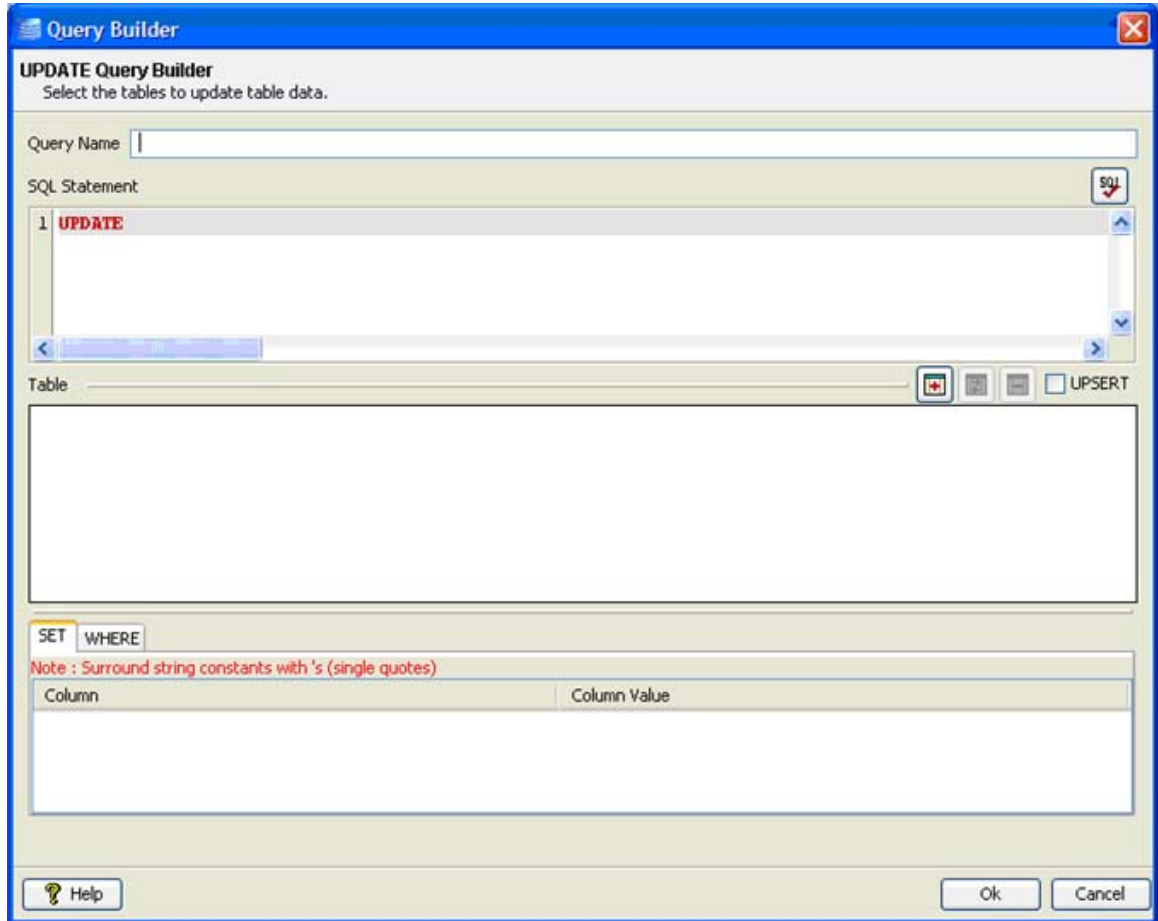 Query Builder
UPDATE Query Builder
Select the tables to update table data.
Query Name
SQL Statement
SQL
1 UPDATE
Table
UPSERT
SET WHERE
Note : Surround string constants with 's (single quotes)
Column Column Value
? Help Ok Cancel